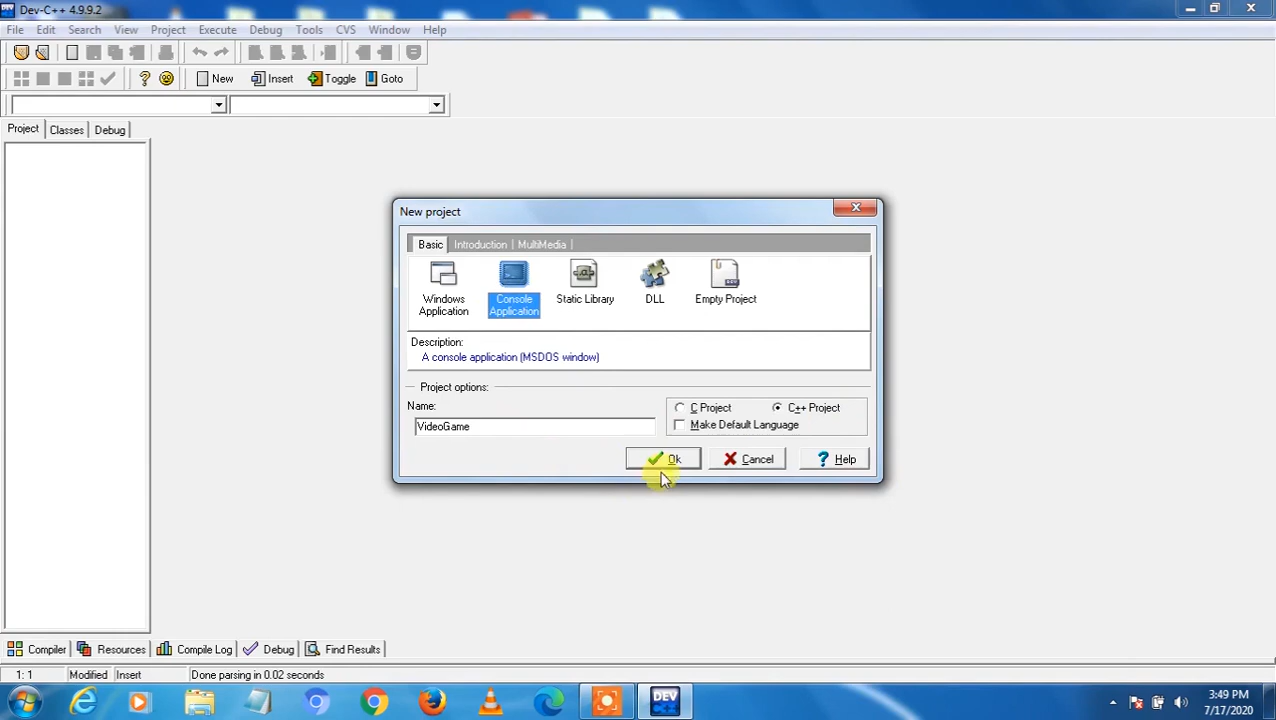 Dev-C++ 4.9.9.2
File Edit Search View Project Execute Debug Tools CVS Window Help
New Insert Toggle Goto
Project Classes Debug
New project
Basic Introduction MultiMedia
Windows Application
Console Application
Static Library
DLL
Empty Project
Description:
A console application (MSDOS window)
Project options:
Name:
VideoGame
C Project C++ Project
Make Default Language
Ok Cancel Help
Compiler Resources Compile Log Debug Find Results
1: 1 Modified Insert Done parsing in 0.02 seconds
DEV
3:49 PM
7/17/2020